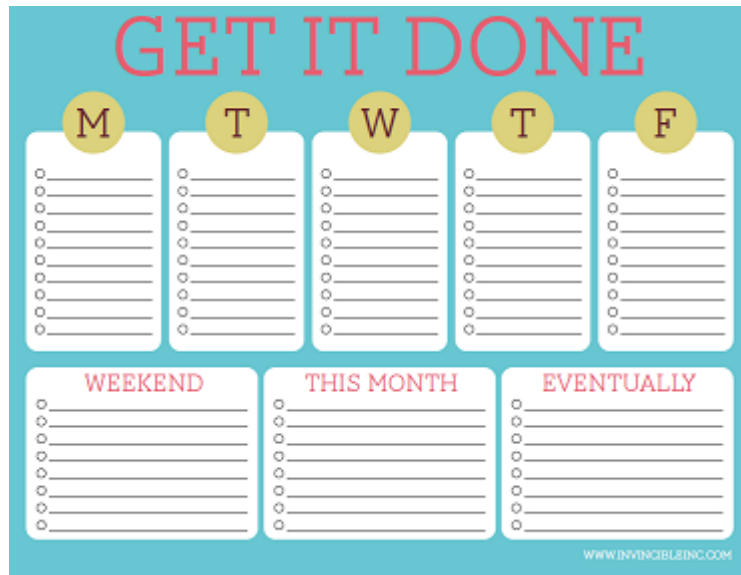 GET IT DONE
M T W T F
WEEKEND THIS MONTH EVENTUALLY
WWW.INVINCIBLEINC.COM